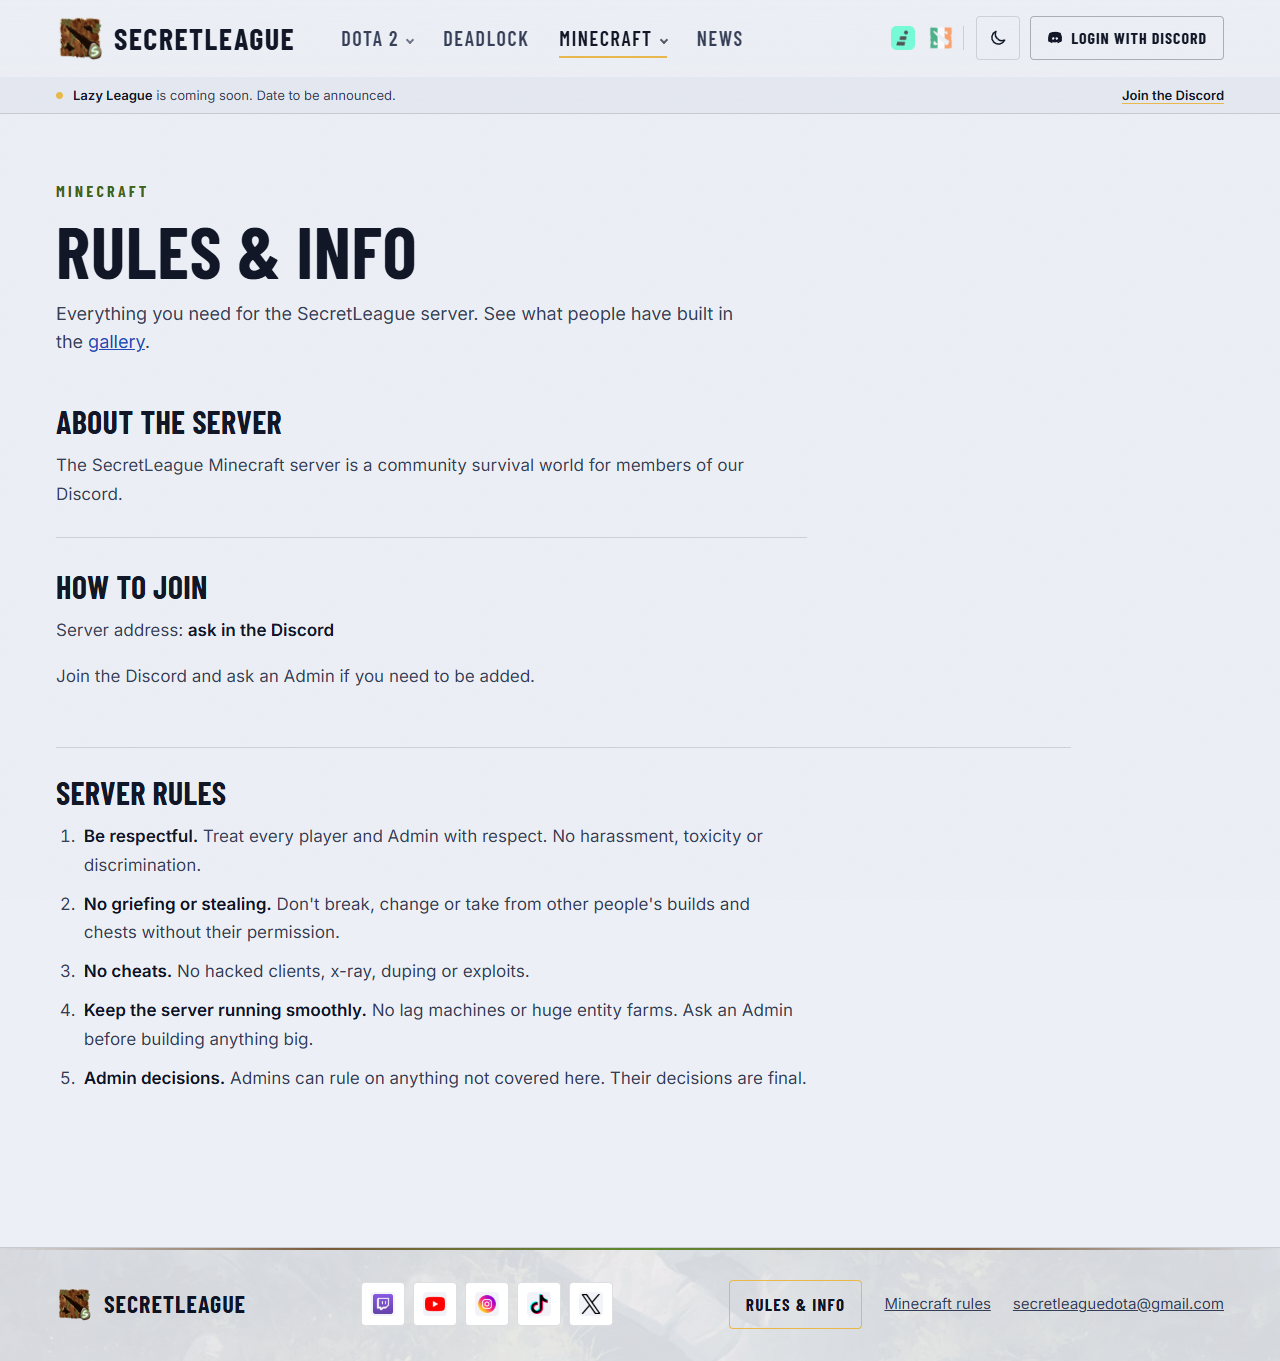 SECRETLEAGUE DOTA 2 DEADLOCK MINECRAFT NEWS LOGIN WITH DISCORD
Lazy League is coming soon. Date to be announced. Join the Discord
MINECRAFT
RULES & INFO
Everything you need for the SecretLeague server. See what people have built in
the gallery.
ABOUT THE SERVER
The SecretLeague Minecraft server is a community survival world for members of our
Discord.
HOW TO JOIN
Server address: ask in the Discord
Join the Discord and ask an Admin if you need to be added.
SERVER RULES
1. Be respectful. Treat every player and Admin with respect. No harassment, toxicity or
discrimination.
2. No griefing or stealing. Don't break, change or take from other people's builds and
chests without their permission.
3. No cheats. No hacked clients, x-ray, duping or exploits.
4. Keep the server running smoothly. No lag machines or huge entity farms. Ask an Admin
before building anything big.
5. Admin decisions. Admins can rule on anything not covered here. Their decisions are final.
SECRETLEAGUE RULES & INFO Minecraft rules secretleaguedota@gmail.com